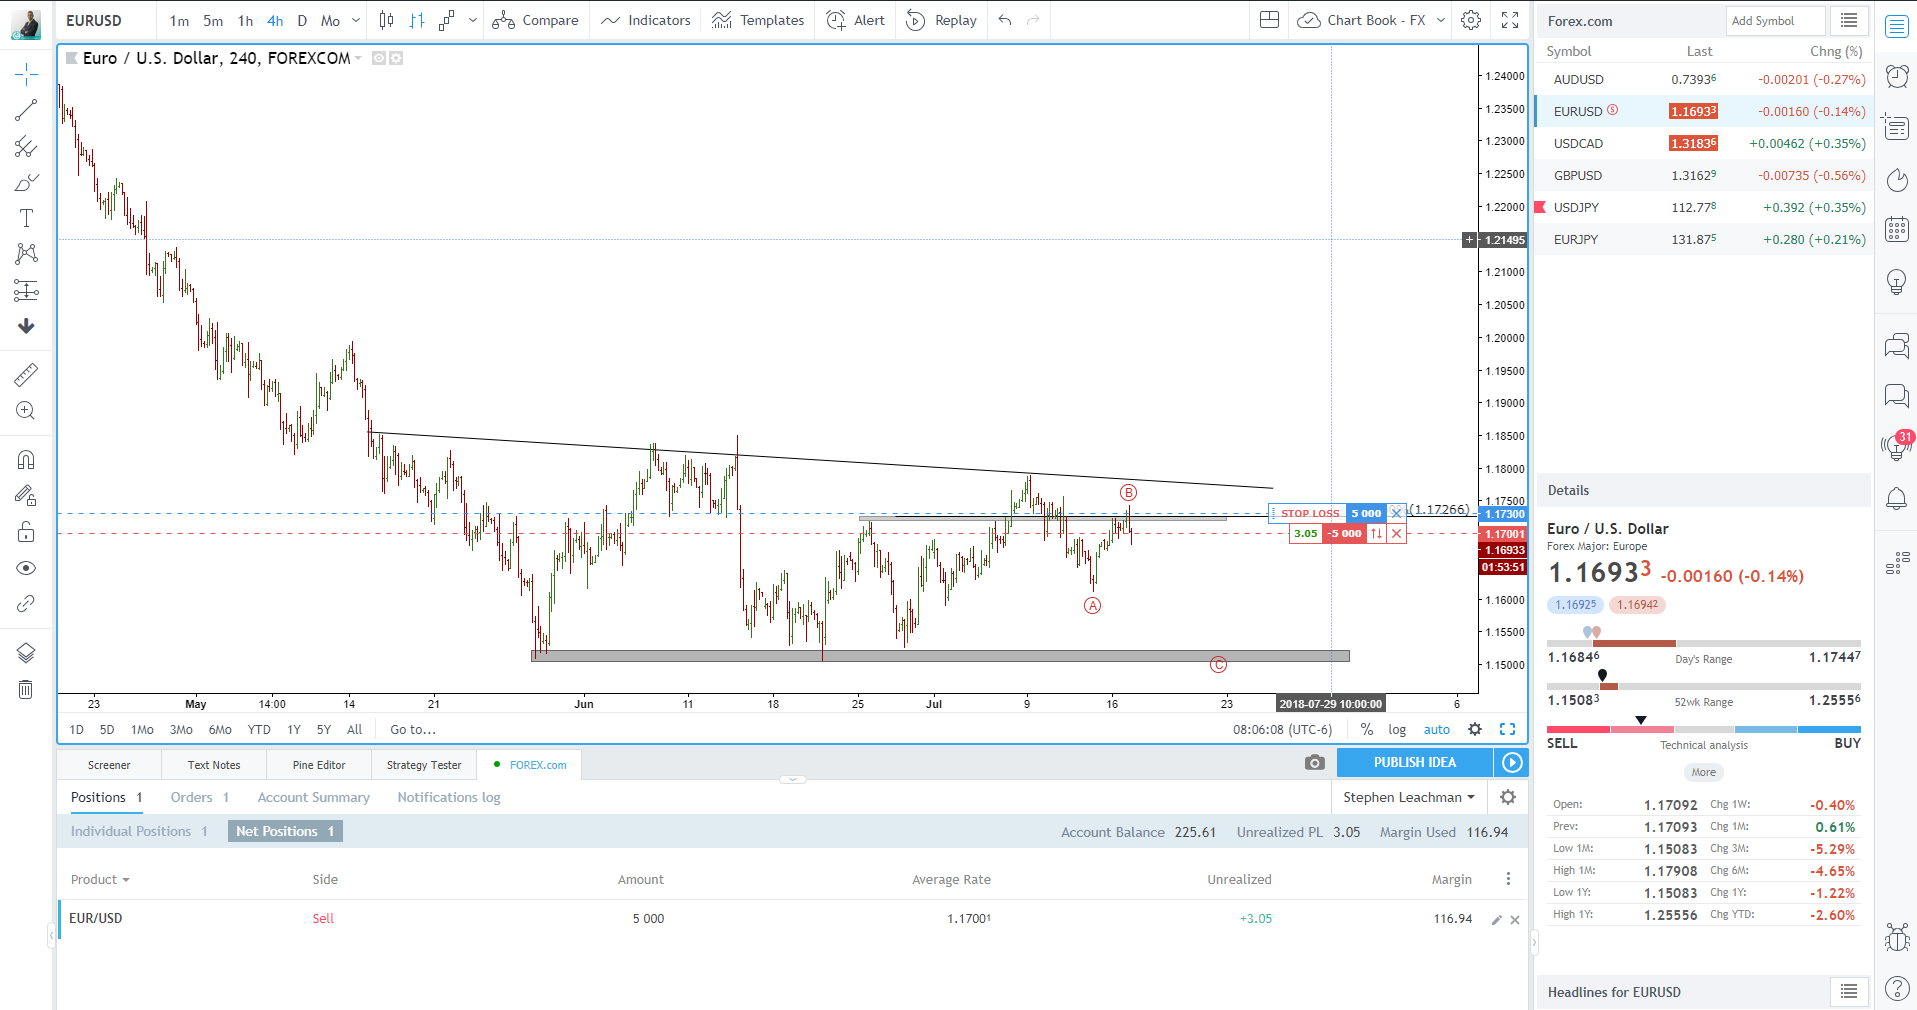 EURUSD 1m 5m 1h 4h D Mo Compare Indicators Templates Alert Replay Chart Book - FX
Euro / U.S. Dollar, 240, FOREXCOM
1.24000
1.23500
1.23000
1.22500
1.22000
+ 1.21495
1.21000
1.20500
1.20000
1.19500
1.19000
1.18500
1.18000
1.17500
B
STOP LOSS 5 000 (1.17266) 1.17300
3.05 -5 000 1.17001
1.16933
01:53:51
1.16000
A
1.15500
C
1.15000
23 May 14:00 14 21 Jun 11 18 25 Jul 9 16 23 2018-07-29 10:00:00 6
1D 5D 1Mo 3Mo 6Mo YTD 1Y 5Y All Go to... 08:06:08 (UTC-6) % log auto
Screener Text Notes Pine Editor Strategy Tester FOREX.com PUBLISH IDEA
Positions 1 Orders 1 Account Summary Notifications log Stephen Leachman
Individual Positions 1 Net Positions 1 Account Balance 225.61 Unrealized PL 3.05 Margin Used 116.94
Product Side Amount Average Rate Unrealized Margin
EUR/USD Sell 5 000 1.17001 +3.05 116.94
Forex.com Add Symbol
Symbol Last Chng (%)
AUDUSD 0.73936 -0.00201 (-0.27%)
EURUSD S 1.16933 -0.00160 (-0.14%)
USDCAD 1.31836 +0.00462 (+0.35%)
GBPUSD 1.31629 -0.00735 (-0.56%)
USDJPY 112.778 +0.392 (+0.35%)
EURJPY 131.875 +0.280 (+0.21%)
Details
Euro / U.S. Dollar
Forex Major: Europe
1.16933 -0.00160 (-0.14%)
1.16925 1.16942
1.16846 Day's Range 1.17447
1.15083 52wk Range 1.25556
SELL Technical analysis BUY
More
Open: 1.17092 Chg 1W: -0.40%
Prev: 1.17093 Chg 1M: 0.61%
Low 1M: 1.15083 Chg 3M: -5.29%
High 1M: 1.17908 Chg 6M: -4.65%
Low 1Y: 1.15083 Chg 1Y: -1.22%
High 1Y: 1.25556 Chg YTD: -2.60%
Headlines for EURUSD
31